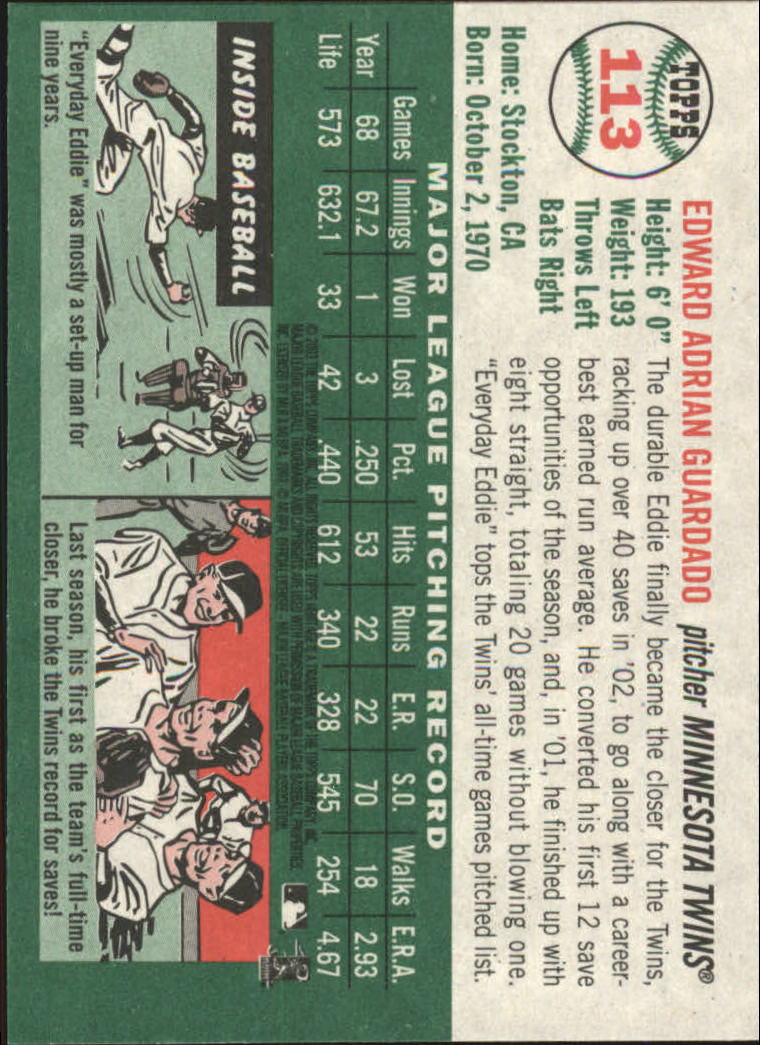 TOPPS
113
EDWARD ADRIAN GUARDADO pitcher MINNESOTA TWINS®
Height: 6' 0"
Weight: 193
Throws Left
Bats Right
Home: Stockton, CA
Born: October 2, 1970
The durable Eddie finally became the closer for the Twins,
racking up over 40 saves in '02, to go along with a career-
best earned run average. He converted his first 12 save
opportunities of the season, and, in '01, he finished up with
eight straight, totaling 20 games without blowing one.
"Everyday Eddie" tops the Twins' all-time games pitched list.
MAJOR LEAGUE PITCHING RECORD
Games Innings Won Lost Pct. Hits Runs E.R. S.O. Walks E.R.A.
Year 68 67.2 1 3 .250 53 22 22 70 18 2.93
Life 573 632.1 33 42 .440 612 340 328 545 254 4.67
INSIDE BASEBALL
"Everyday Eddie" was mostly a set-up man for
nine years.
Last season, his first as the team's full-time
closer, he broke the Twins record for saves!